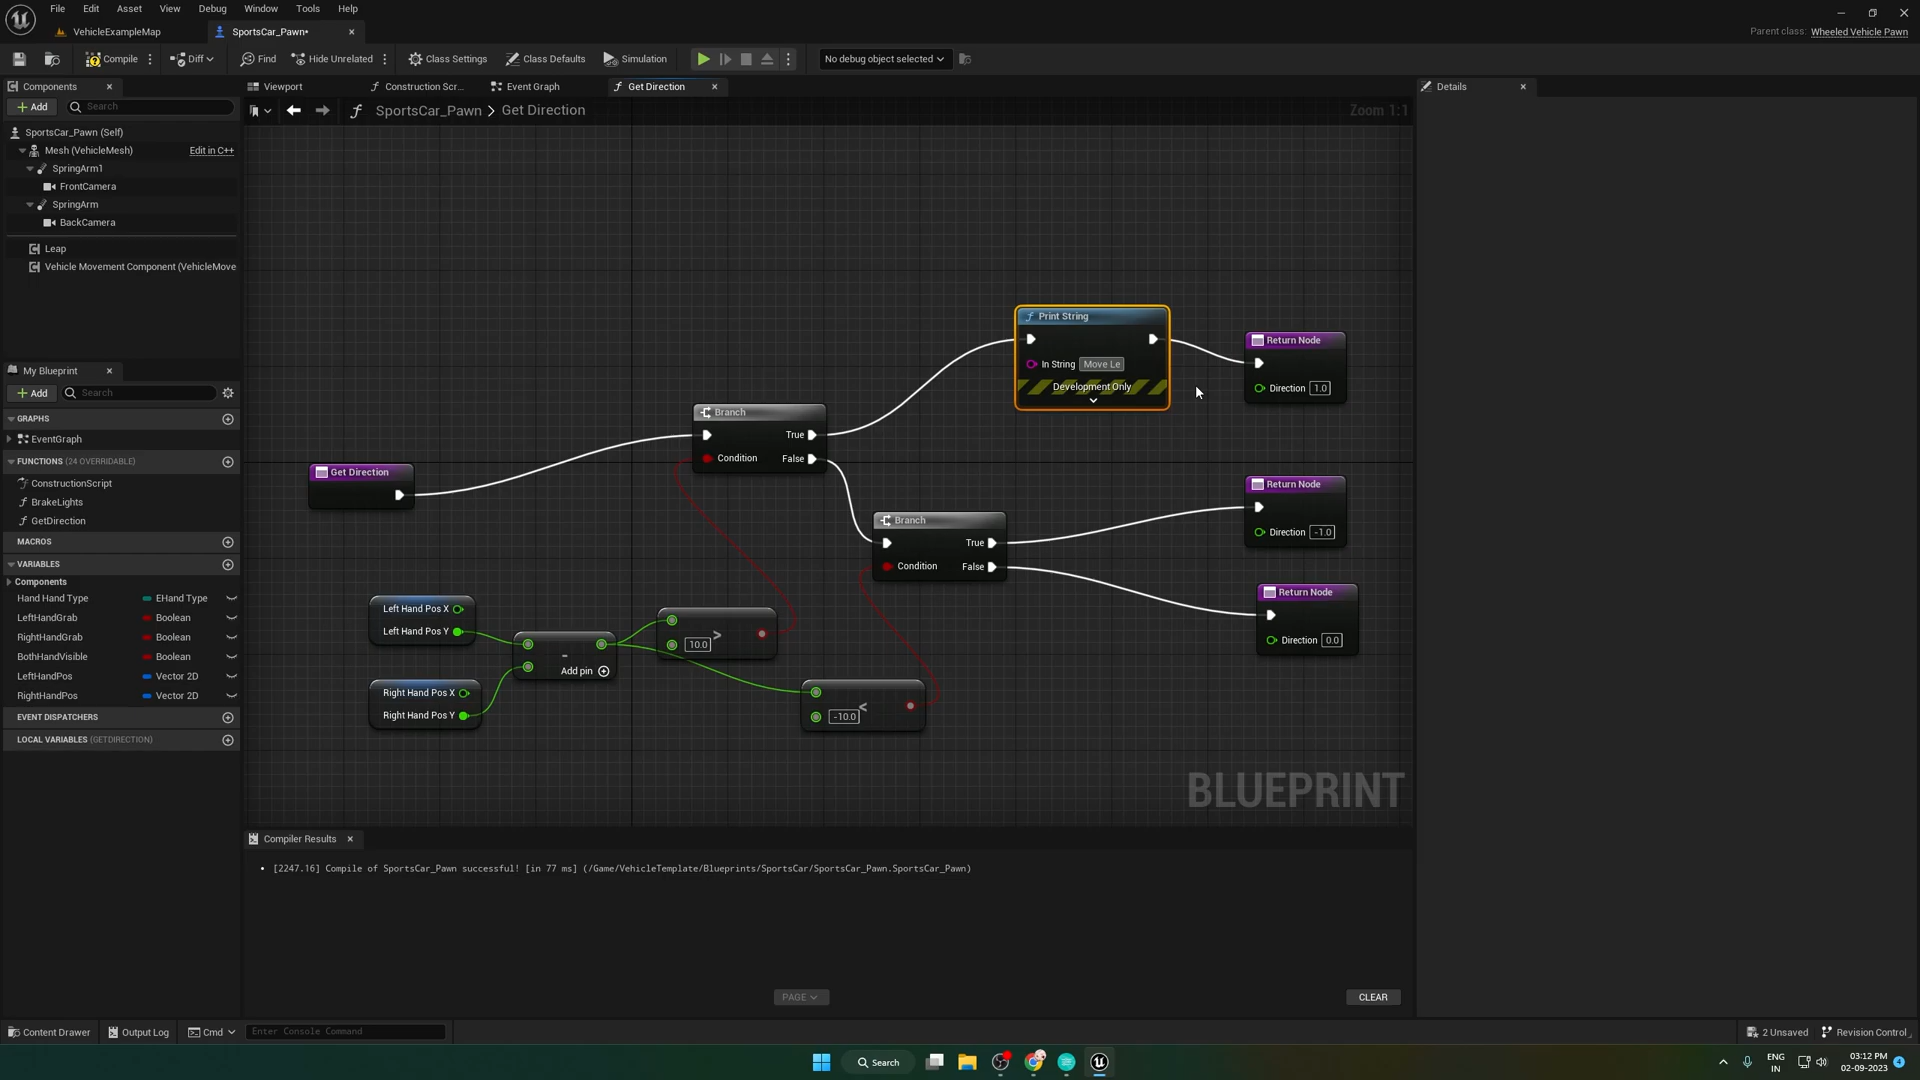 File Edit Asset View Window Debug Tools Help
VehicleExampleMap
SportsCar_Pawn•
Parent class: Wheeled Vehicle Pawn
Compile Diff Find Hide Unrelated Class Settings Class Defaults Simulation No debug object selected
Components
Viewport Construction Scr... Event Graph Get Direction
Details
Add Search
SportsCar_Pawn > Get Direction
Zoom 1:1
SportsCar_Pawn (Self)
Mesh (VehicleMesh) Edit in C++
SpringArm1
FrontCamera
SpringArm
BackCamera
Leap
Vehicle Movement Component (VehicleMove
Print String
In String Move Le
Development Only
Return Node
Direction 1.0
My Blueprint
Add Search
GRAPHS
EventGraph
FUNCTIONS (24 OVERRIDABLE)
ConstructionScript
BrakeLights
GetDirection
MACROS
VARIABLES
Components
Hand Hand Type EHand Type
LeftHandGrab Boolean
RightHandGrab Boolean
BothHandVisible Boolean
LeftHandPos Vector 2D
RightHandPos Vector 2D
EVENT DISPATCHERS
LOCAL VARIABLES (GETDIRECTION)
Branch
True
Condition False
Get Direction
Branch
True
Condition False
Return Node
Direction -1.0
Return Node
Direction 0.0
Left Hand Pos X
Left Hand Pos Y
Right Hand Pos X
Right Hand Pos Y
-
Add pin
>
10.0
<
-10.0
BLUEPRINT
Compiler Results
• [2247.16] Compile of SportsCar_Pawn successful! [in 77 ms] (/Game/VehicleTemplate/Blueprints/SportsCar/SportsCar_Pawn.SportsCar_Pawn)
PAGE
CLEAR
Content Drawer Output Log Cmd Enter Console Command
2 Unsaved Revision Control
Search
ENG
IN
03:12 PM
02-09-2023
4